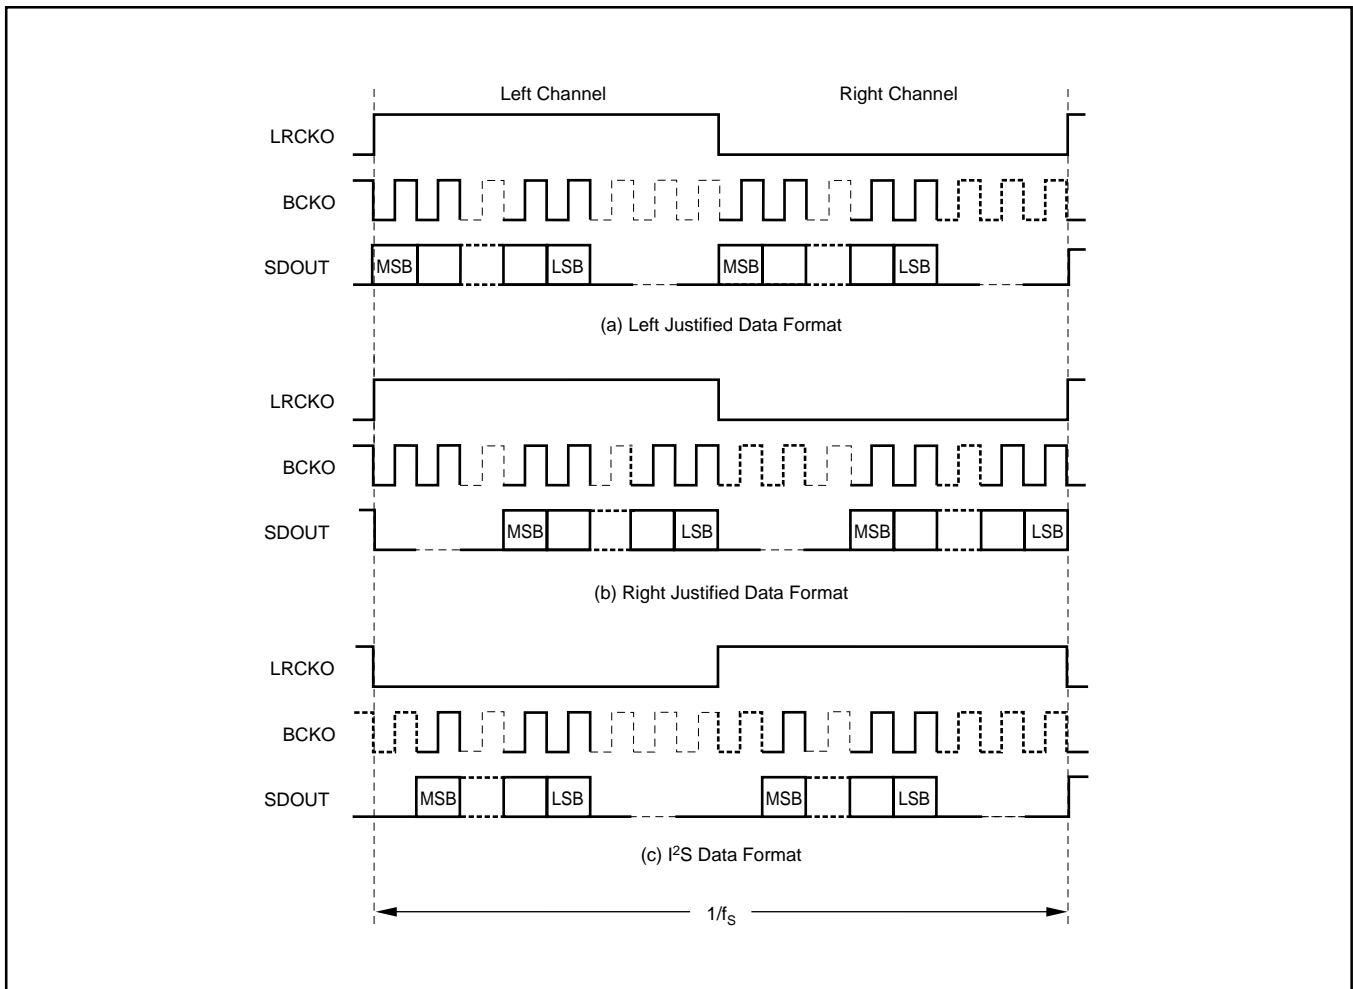 Left Channel Right Channel
LRCKO
BCKO
SDOUT MSB LSB MSB LSB
(a) Left Justified Data Format
LRCKO
BCKO
SDOUT MSB LSB MSB LSB
(b) Right Justified Data Format
LRCKO
BCKO
SDOUT MSB LSB MSB LSB
(c) I²S Data Format
1/fS